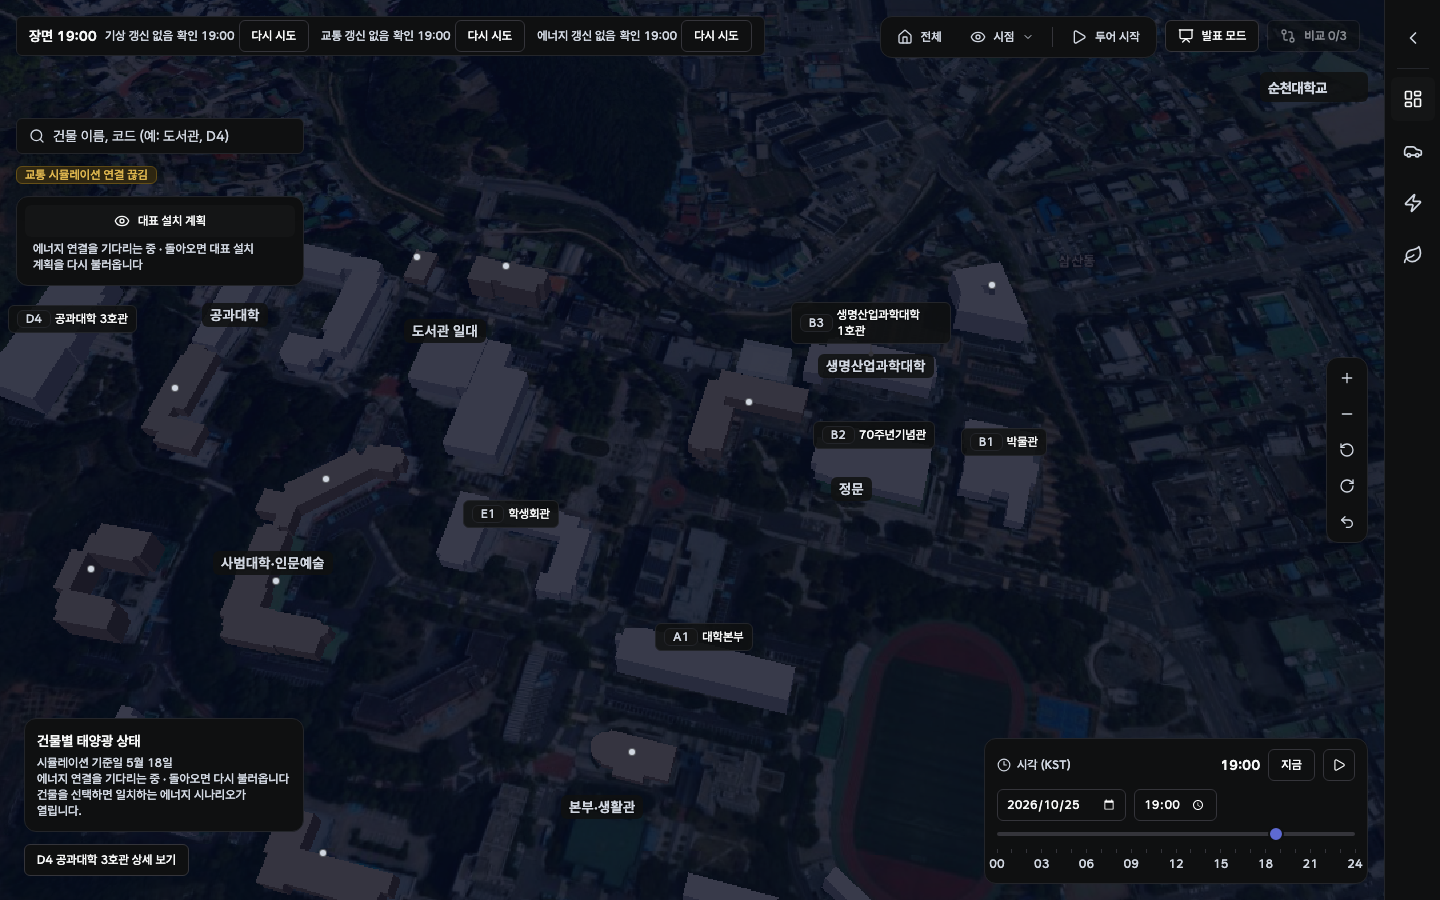 장면 19:00 기상 갱신 없음 확인 19:00 다시 시도 교통 갱신 없음 확인 19:00 다시 시도 에너지 갱신 없음 확인 19:00 다시 시도
전체 시점 투어 시작 발표 모드 비교 0/3
순천대학교
건물 이름, 코드 (예: 도서관, D4)
교통 시뮬레이션 연결 끊김
대표 설치 계획
에너지 연결을 기다리는 중 · 돌아오면 대표 설치
계획을 다시 불러옵니다
삼산동
D4 공과대학 3호관
공과대학
도서관 일대
B3 생명산업과학대학
1호관
생명산업과학대학
B2 70주년기념관
B1 박물관
정문
E1 학생회관
사범대학·인문예술
A1 대학본부
본부·생활관
건물별 태양광 상태
시뮬레이션 기준일 5월 18일
에너지 연결을 기다리는 중 · 돌아오면 다시 불러옵니다
건물을 선택하면 일치하는 에너지 시나리오가
열립니다.
D4 공과대학 3호관 상세 보기
시각 (KST) 19:00 지금
2026/10/25 19:00
00 03 06 09 12 15 18 21 24